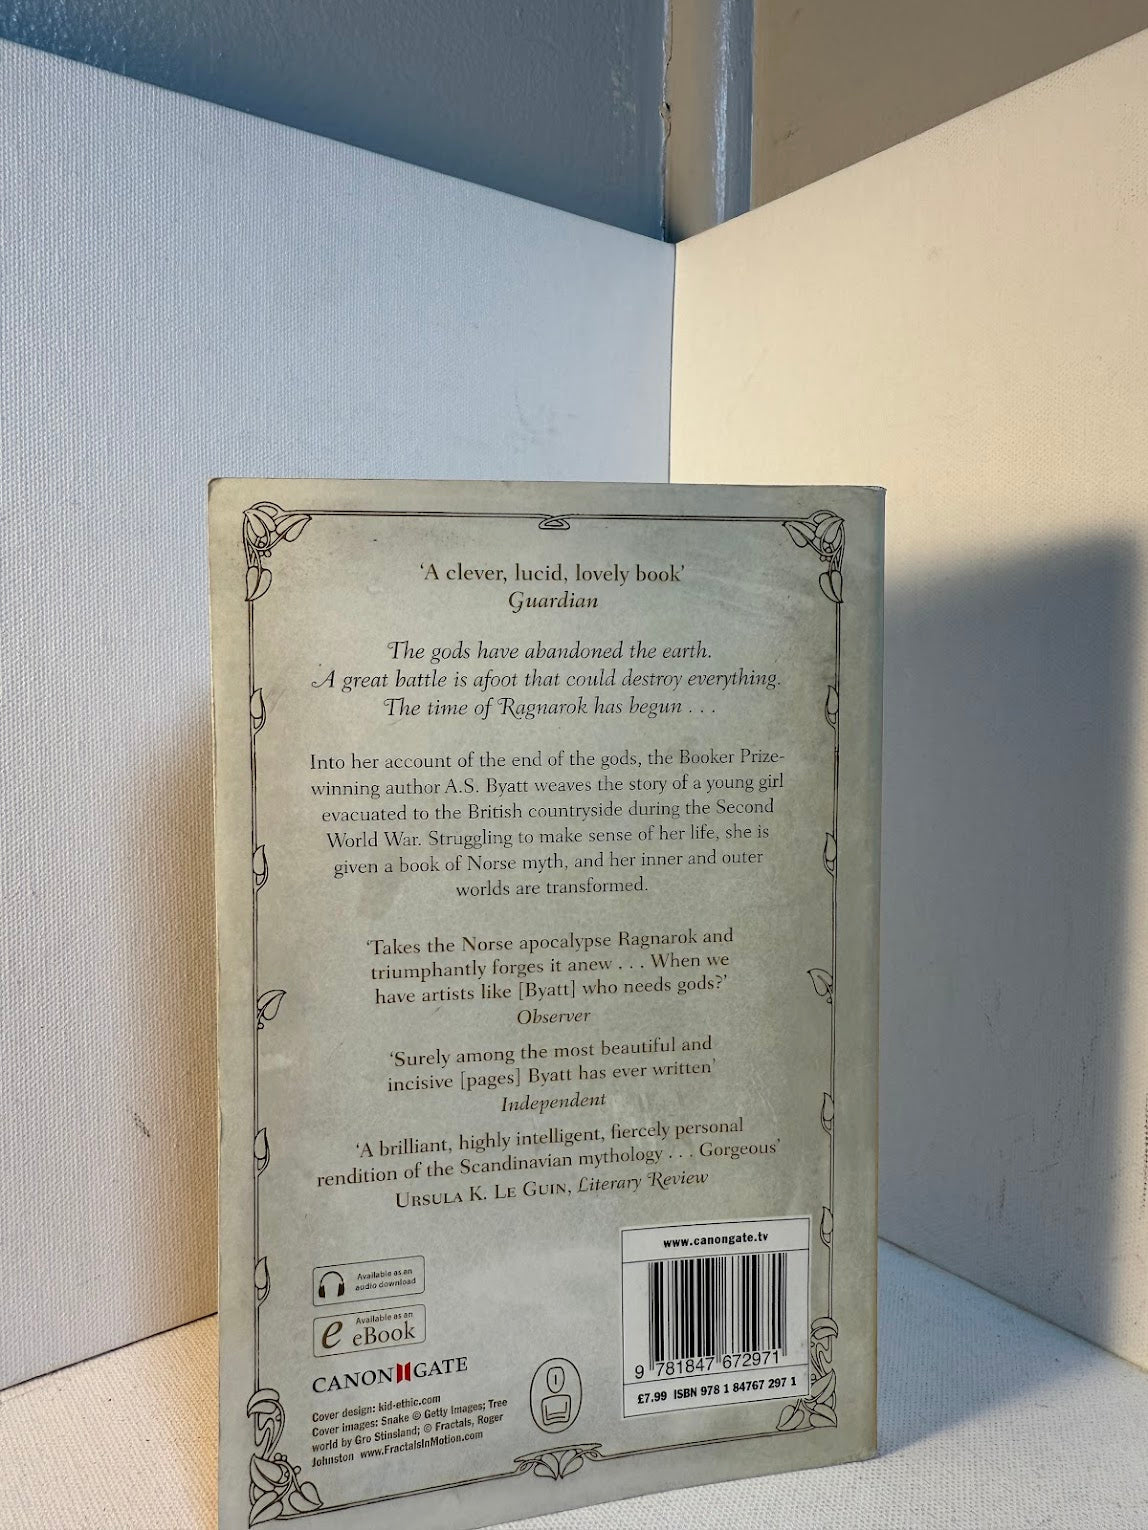 ‘A clever, lucid, lovely book’
Guardian
The gods have abandoned the earth.
A great battle is afoot that could destroy everything.
The time of Ragnarok has begun . . .
Into her account of the end of the gods, the Booker Prize-
winning author A.S. Byatt weaves the story of a young girl
evacuated to the British countryside during the Second
World War. Struggling to make sense of her life, she is
given a book of Norse myth, and her inner and outer
worlds are transformed.
‘Takes the Norse apocalypse Ragnarok and
triumphantly forges it anew . . . When we
have artists like [Byatt] who needs gods?’
Observer
‘Surely among the most beautiful and
incisive [pages] Byatt has ever written’
Independent
‘A brilliant, highly intelligent, fiercely personal
rendition of the Scandinavian mythology . . . Gorgeous’
URSULA K. LE GUIN, Literary Review
Available as an
audio download
e
Available as an
eBook
CANONGATE
Cover design: kid-ethic.com
Cover images: Snake © Getty Images; Tree
world by Gro Stinsland; © Fractals, Roger
Johnston www.FractalsInMotion.com
www.canongate.tv
9 781847 672971
£7.99 ISBN 978 1 84767 297 1